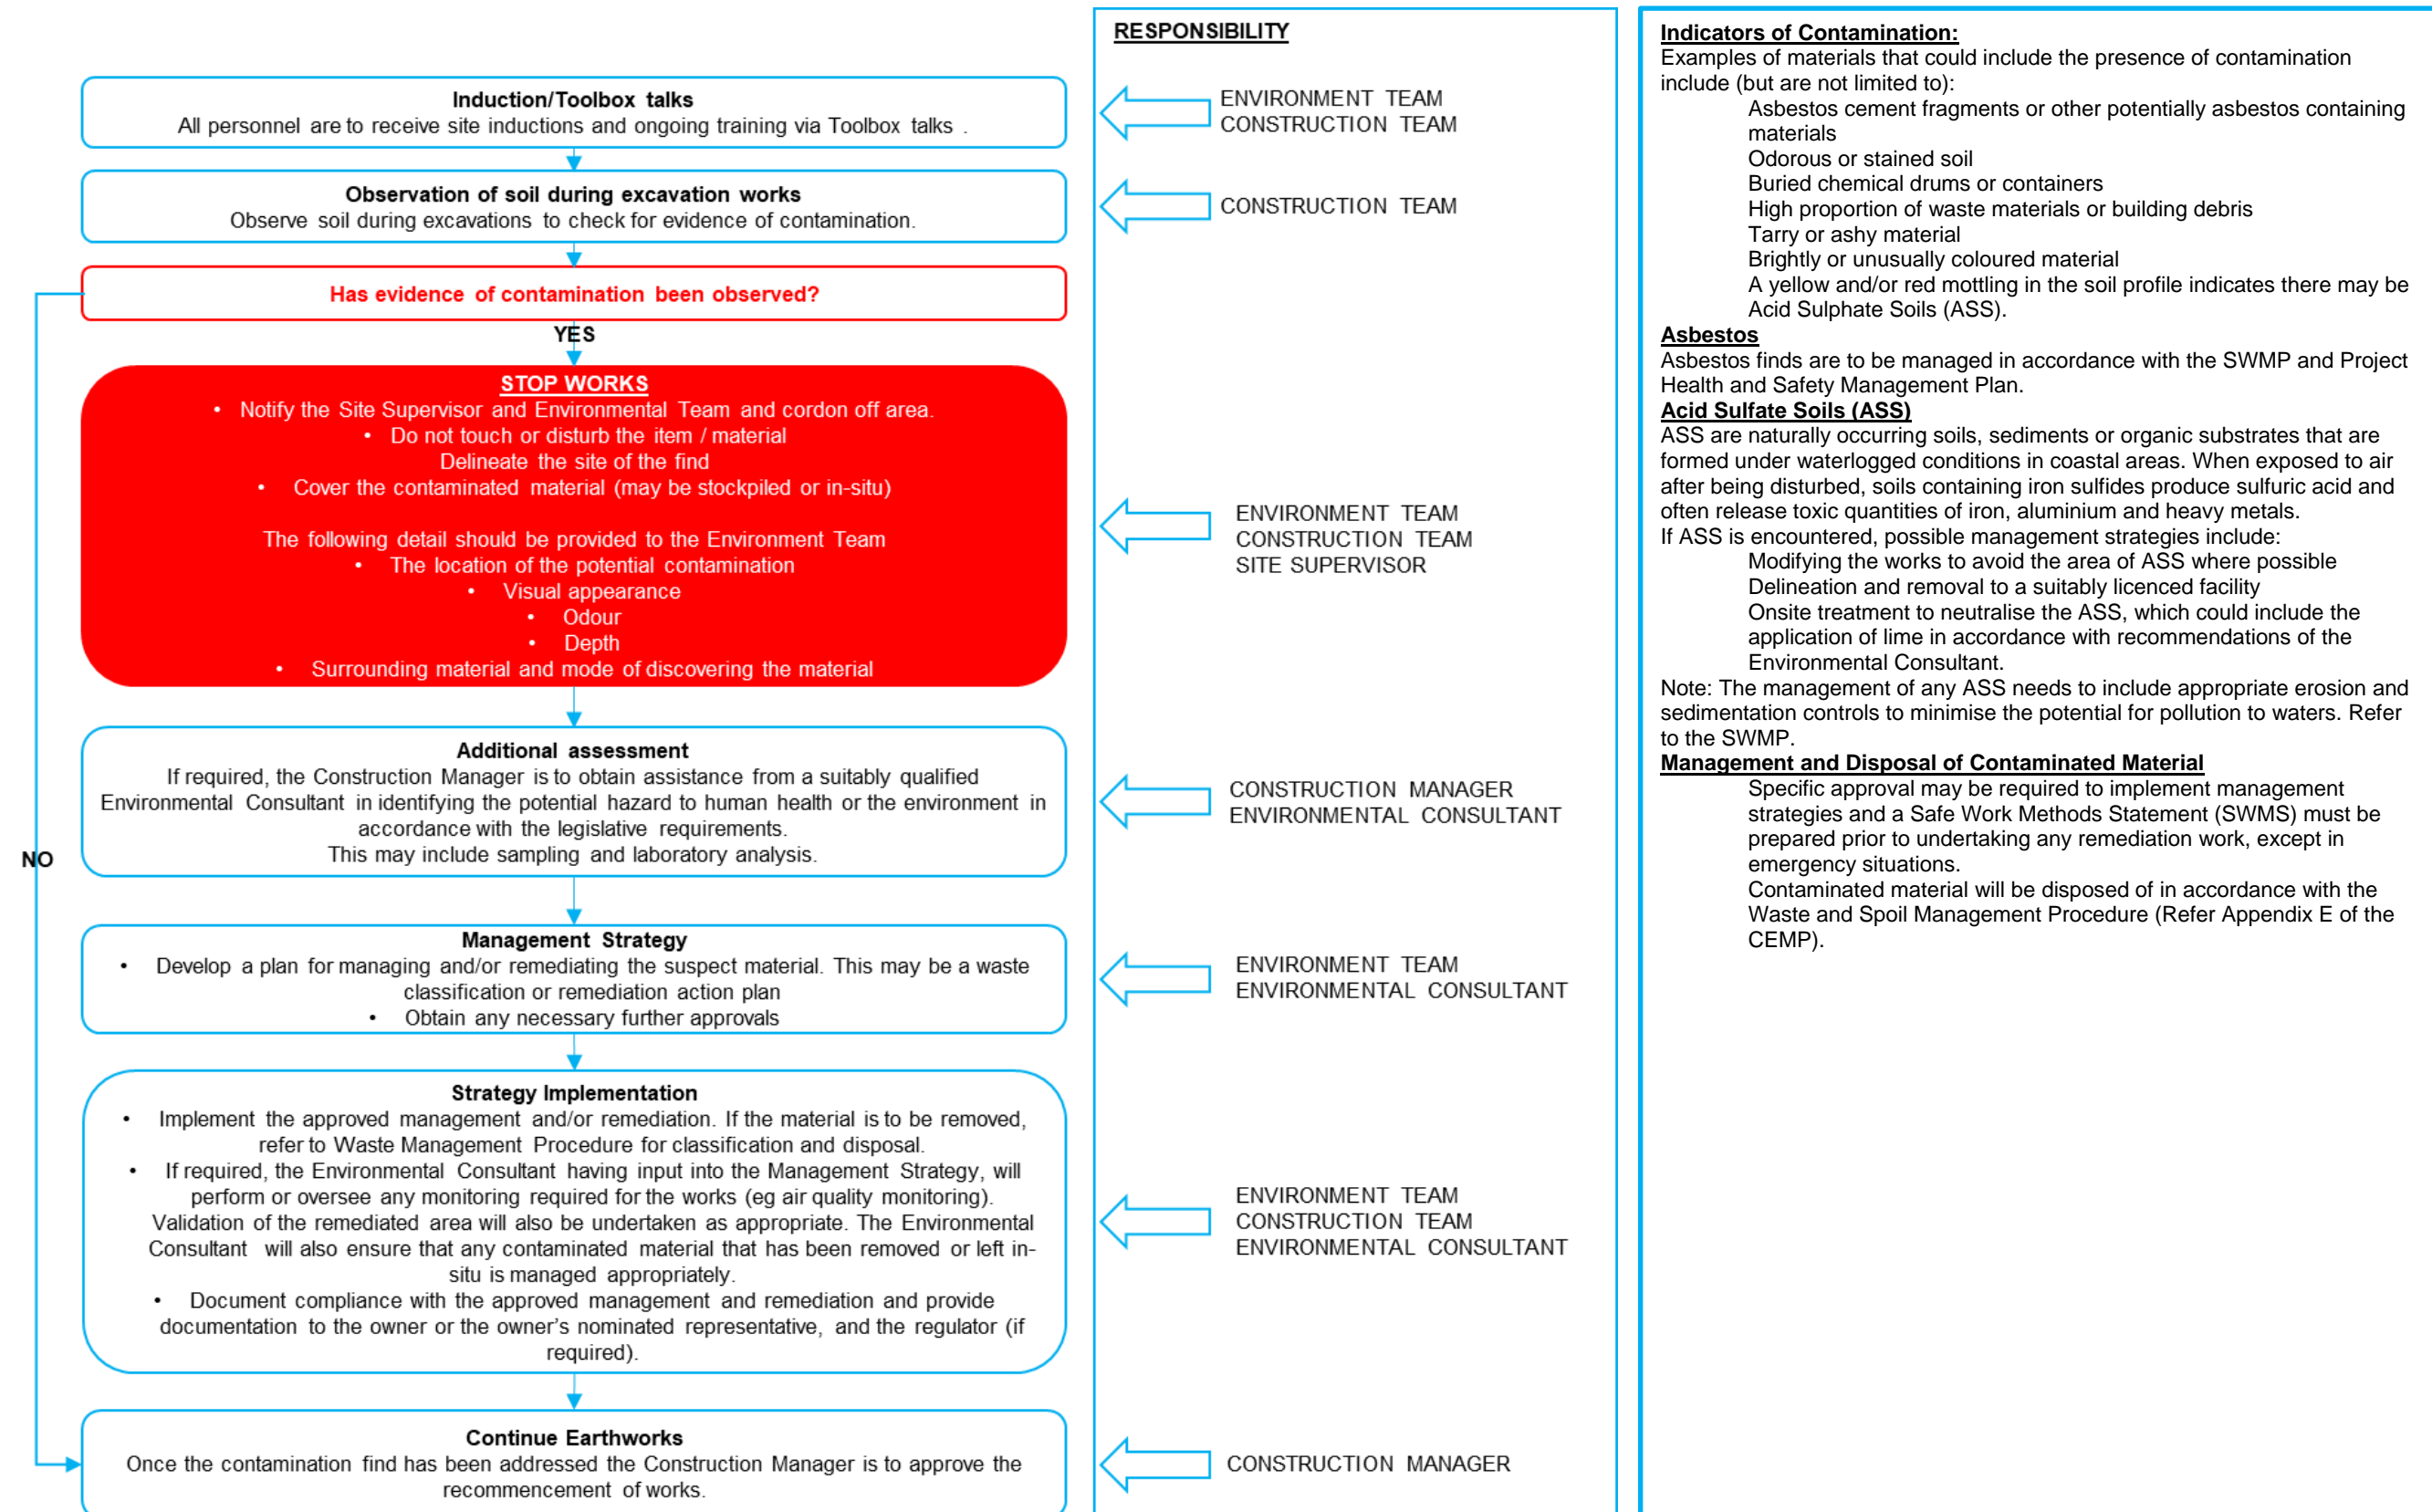 Induction/Toolbox talks
All personnel are to receive site inductions and ongoing training via Toolbox talks .
Observation of soil during excavation works
Observe soil during excavations to check for evidence of contamination.
Has evidence of contamination been observed?
YES
NO
STOP WORKS
• Notify the Site Supervisor and Environmental Team and cordon off area.
• Do not touch or disturb the item / material
Delineate the site of the find
• Cover the contaminated material (may be stockpiled or in-situ)
The following detail should be provided to the Environment Team
• The location of the potential contamination
• Visual appearance
• Odour
• Depth
• Surrounding material and mode of discovering the material
Additional assessment
If required, the Construction Manager is to obtain assistance from a suitably qualified
Environmental Consultant in identifying the potential hazard to human health or the environment in
accordance with the legislative requirements.
This may include sampling and laboratory analysis.
Management Strategy
• Develop a plan for managing and/or remediating the suspect material. This may be a waste
classification or remediation action plan
• Obtain any necessary further approvals
Strategy Implementation
• Implement the approved management and/or remediation. If the material is to be removed,
refer to Waste Management Procedure for classification and disposal.
• If required, the Environmental Consultant having input into the Management Strategy, will
perform or oversee any monitoring required for the works (eg air quality monitoring).
Validation of the remediated area will also be undertaken as appropriate. The Environmental
Consultant will also ensure that any contaminated material that has been removed or left in-
situ is managed appropriately.
• Document compliance with the approved management and remediation and provide
documentation to the owner or the owner's nominated representative, and the regulator (if
required).
Continue Earthworks
Once the contamination find has been addressed the Construction Manager is to approve the
recommencement of works.
RESPONSIBILITY
ENVIRONMENT TEAM
CONSTRUCTION TEAM
CONSTRUCTION TEAM
ENVIRONMENT TEAM
CONSTRUCTION TEAM
SITE SUPERVISOR
CONSTRUCTION MANAGER
ENVIRONMENTAL CONSULTANT
ENVIRONMENT TEAM
ENVIRONMENTAL CONSULTANT
ENVIRONMENT TEAM
CONSTRUCTION TEAM
ENVIRONMENTAL CONSULTANT
CONSTRUCTION MANAGER
Indicators of Contamination:
Examples of materials that could include the presence of contamination
include (but are not limited to):
Asbestos cement fragments or other potentially asbestos containing
materials
Odorous or stained soil
Buried chemical drums or containers
High proportion of waste materials or building debris
Tarry or ashy material
Brightly or unusually coloured material
A yellow and/or red mottling in the soil profile indicates there may be
Acid Sulphate Soils (ASS).
Asbestos
Asbestos finds are to be managed in accordance with the SWMP and Project
Health and Safety Management Plan.
Acid Sulfate Soils (ASS)
ASS are naturally occurring soils, sediments or organic substrates that are
formed under waterlogged conditions in coastal areas. When exposed to air
after being disturbed, soils containing iron sulfides produce sulfuric acid and
often release toxic quantities of iron, aluminium and heavy metals.
If ASS is encountered, possible management strategies include:
Modifying the works to avoid the area of ASS where possible
Delineation and removal to a suitably licenced facility
Onsite treatment to neutralise the ASS, which could include the
application of lime in accordance with recommendations of the
Environmental Consultant.
Note: The management of any ASS needs to include appropriate erosion and
sedimentation controls to minimise the potential for pollution to waters. Refer
to the SWMP.
Management and Disposal of Contaminated Material
Specific approval may be required to implement management
strategies and a Safe Work Methods Statement (SWMS) must be
prepared prior to undertaking any remediation work, except in
emergency situations.
Contaminated material will be disposed of in accordance with the
Waste and Spoil Management Procedure (Refer Appendix E of the
CEMP).